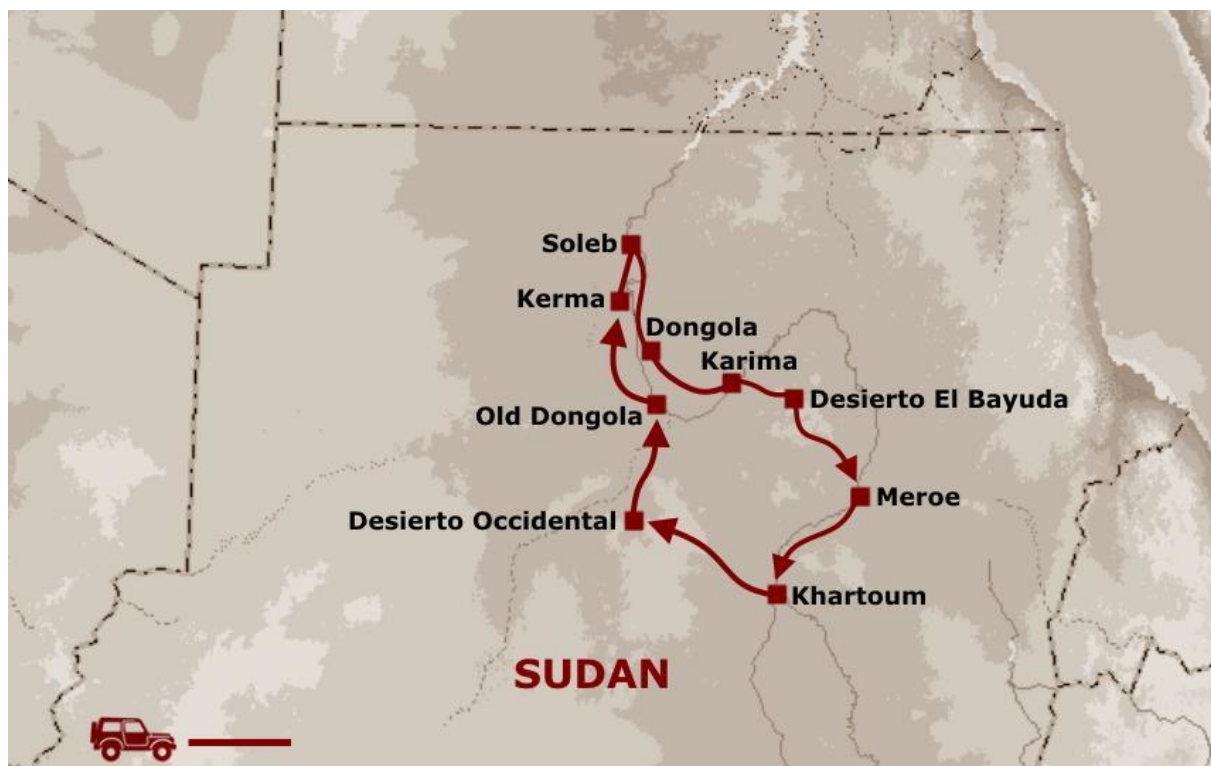 Soleb
Kerma
Dongola
Karima
Desierto El Bayuda
Old Dongola
Meroe
Desierto Occidental
Khartoum
SUDAN